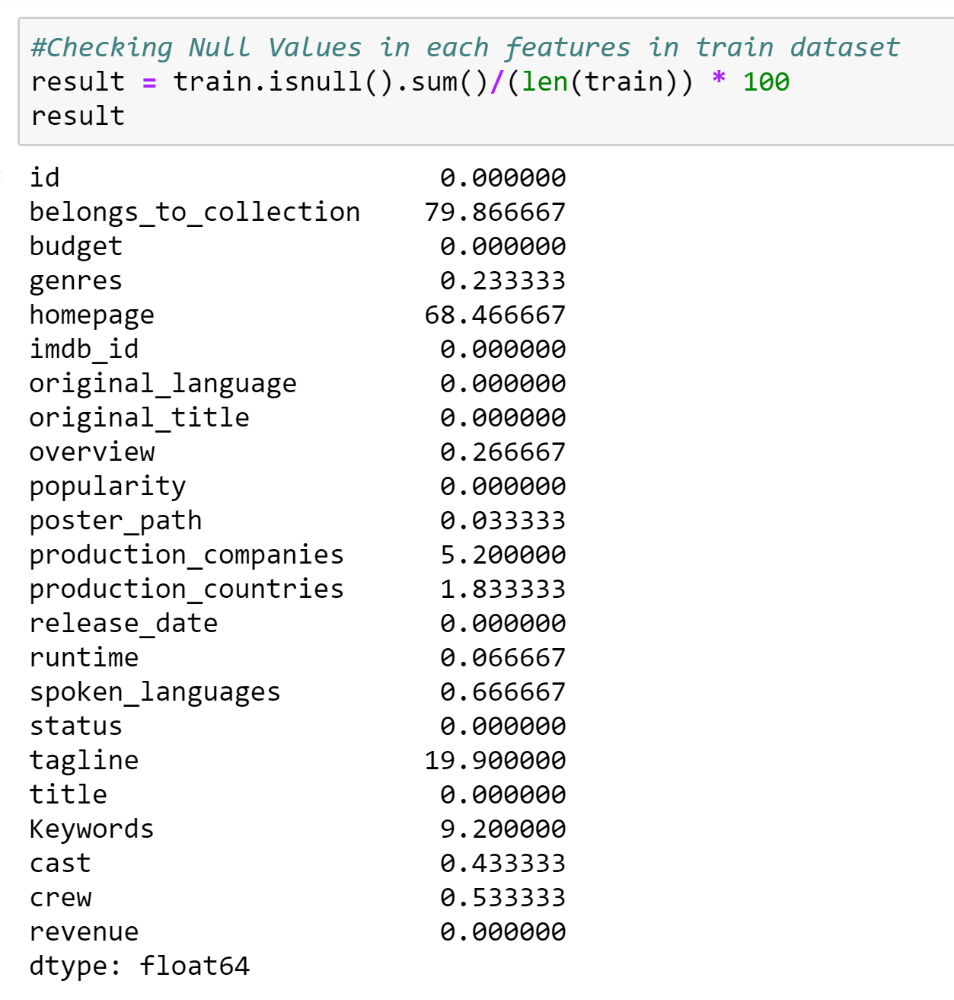 #Checking Null Values in each features in train dataset
result = train.isnull().sum()/(len(train)) * 100
result
id 0.000000
belongs_to_collection 79.866667
budget 0.000000
genres 0.233333
homepage 68.466667
imdb_id 0.000000
original_language 0.000000
original_title 0.000000
overview 0.266667
popularity 0.000000
poster_path 0.033333
production_companies 5.200000
production_countries 1.833333
release_date 0.000000
runtime 0.066667
spoken_languages 0.666667
status 0.000000
tagline 19.900000
title 0.000000
Keywords 9.200000
cast 0.433333
crew 0.533333
revenue 0.000000
dtype: float64